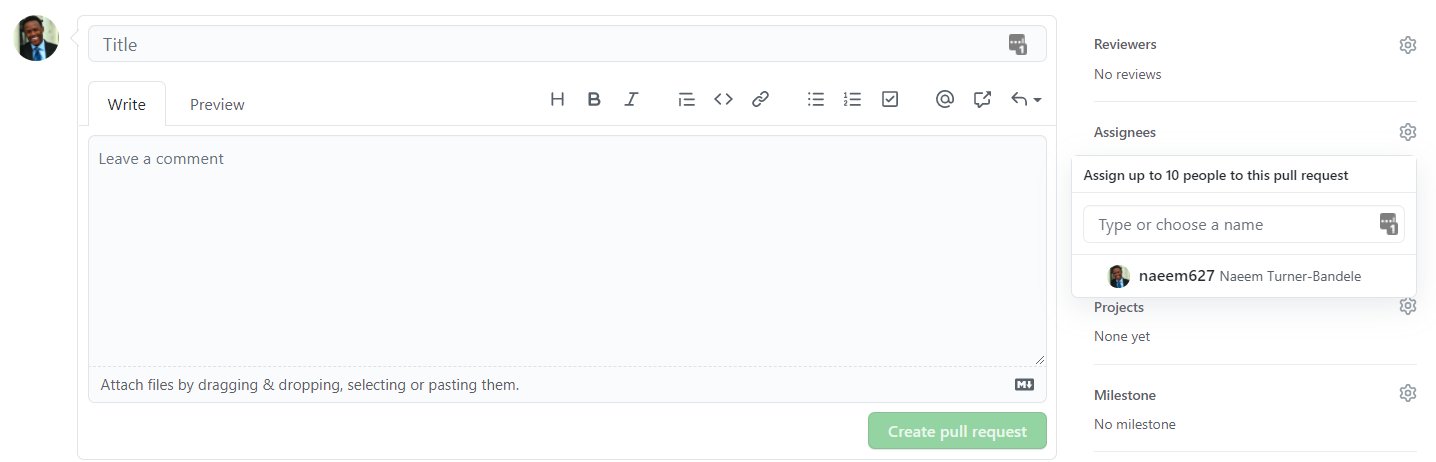 Title
Write Preview
Leave a comment
Attach files by dragging & dropping, selecting or pasting them.
Create pull request
Reviewers
No reviews
Assignees
Assign up to 10 people to this pull request
Type or choose a name
naeem627 Naeem Turner-Bandele
Projects
None yet
Milestone
No milestone